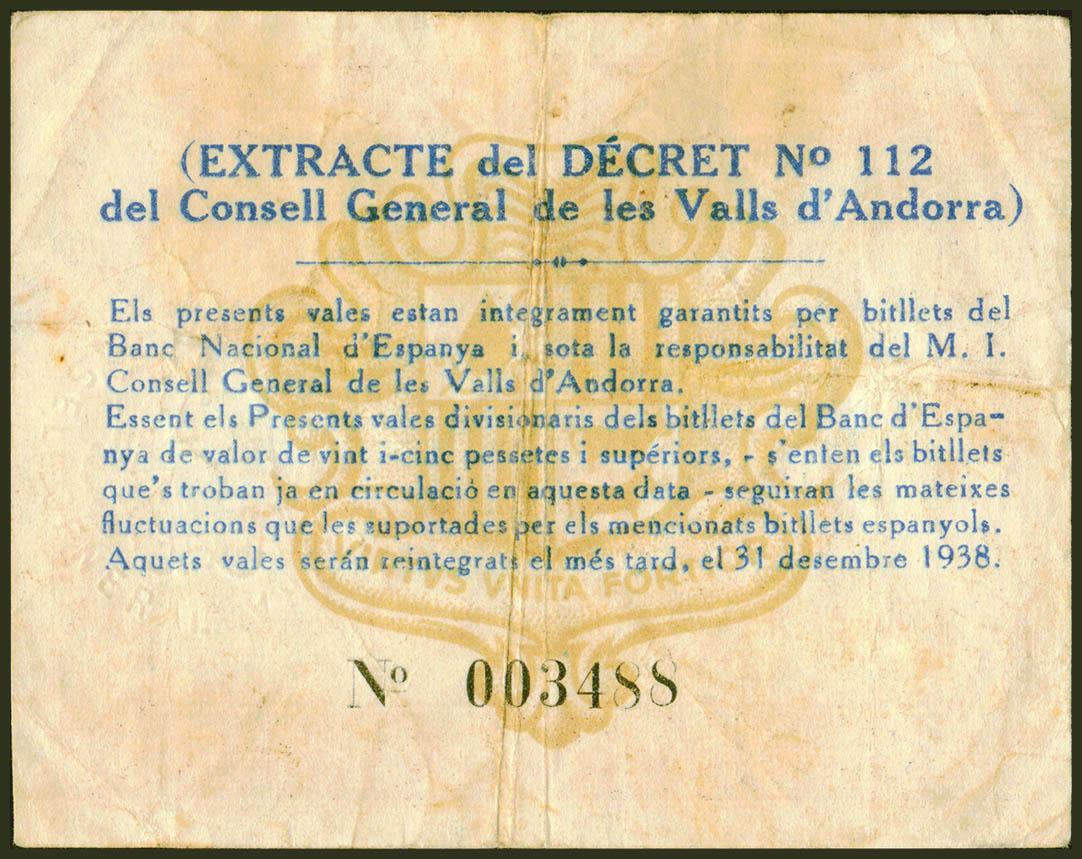 (EXTRACTE del DÉCRET Nº 112
del Consell General de les Valls d'Andorra)
Els presents vales estan integrament garantits per bitllets del
Banc Nacional d'Espanya i, sota la responsabilitat del M. I.
Consell General de les Valls d'Andorra.
Essent els Presents vales divisionaris dels bitllets del Banc d'Espa-
nya de valor de vint i-cinc pessetes i supériors, - s'enten els bitllets
que's troban ja en circulació en aquesta data - seguiran les mateixes
fluctuacions que les suportades per els mencionats bitllets espanyols.
Aquets vales serán reintegrats el més tard, el 31 desembre 1938.
VNITA
Nº 003488